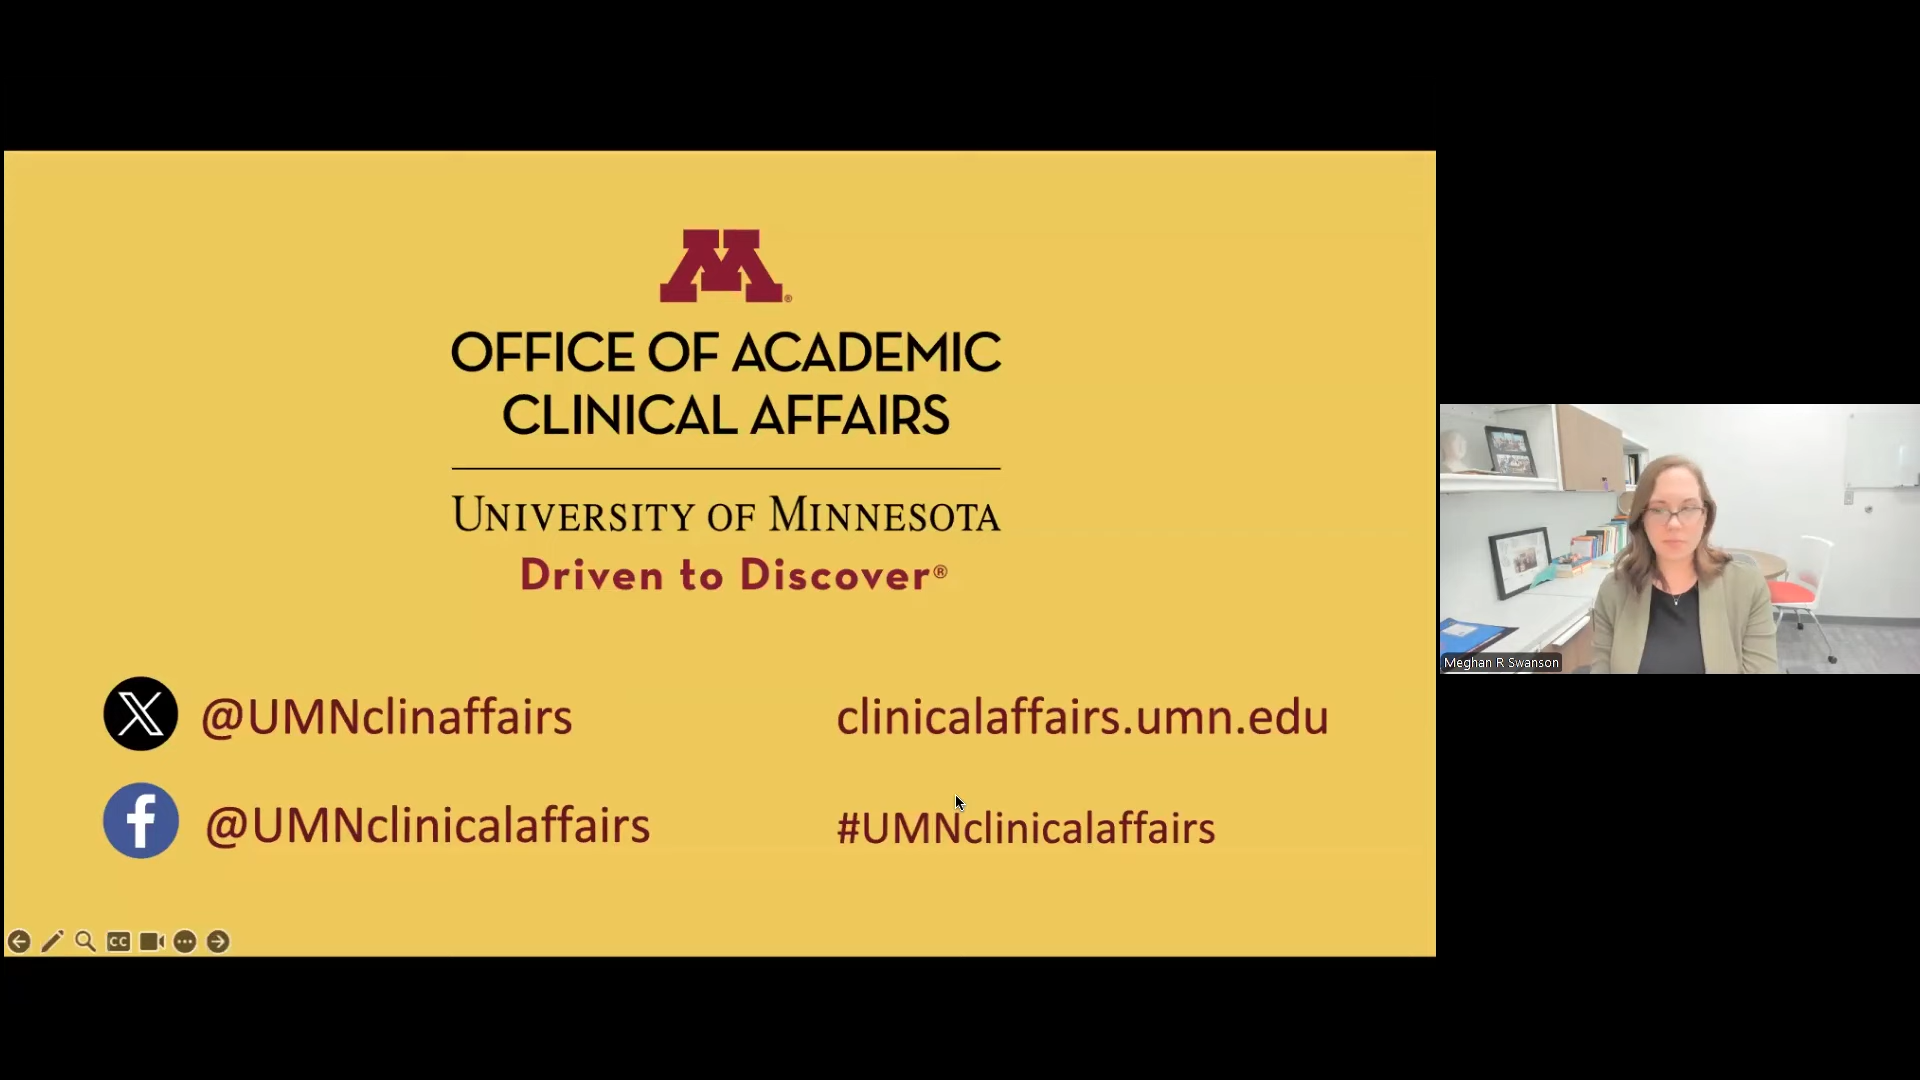 M®
OFFICE OF ACADEMIC
CLINICAL AFFAIRS
UNIVERSITY OF MINNESOTA
Driven to Discover®
X @UMNclinaffairs
clinicalaffairs.umn.edu
f @UMNclinicalaffairs
#UMNclinicalaffairs
CC
Meghan R Swanson